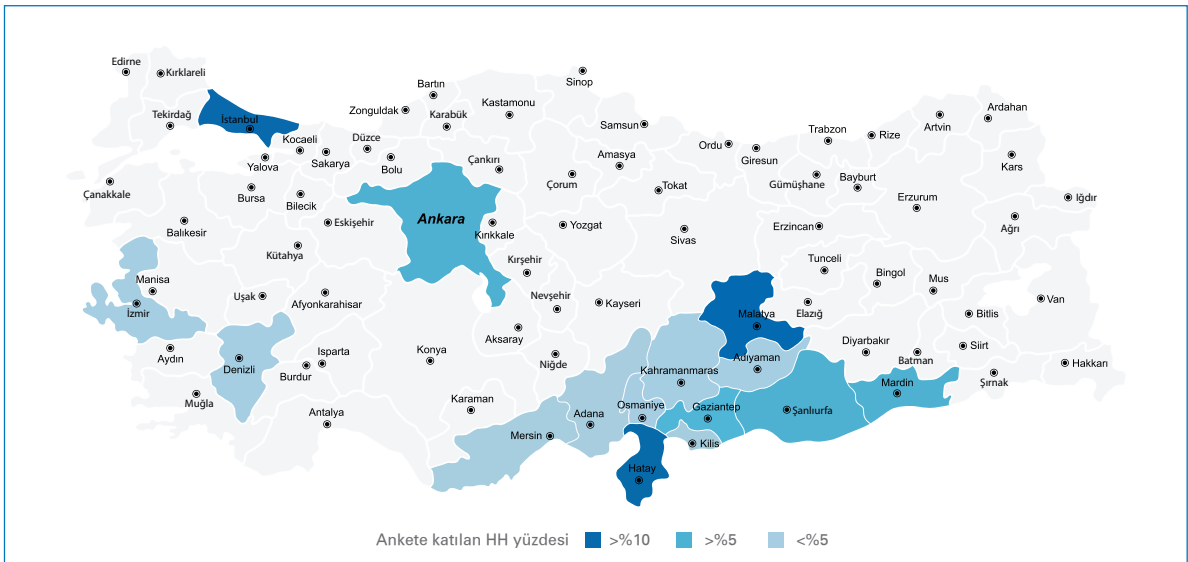 Edirne
Kırklareli
Tekirdağ
İstanbul
Kocaeli
Yalova
Sakarya
Düzce
Bolu
Zonguldak
Bartın
Karabük
Kastamonu
Sinop
Çankırı
Samsun
Amasya
Çorum
Tokat
Ordu
Giresun
Trabzon
Rize
Gümüşhane
Bayburt
Artvin
Ardahan
Kars
Iğdır
Ağrı
Erzurum
Erzincan
Çanakkale
Bursa
Bilecik
Balıkesir
Eskişehir
Kütahya
Ankara
Kırıkkale
Yozgat
Sivas
Kırşehir
Nevşehir
Kayseri
Tunceli
Bingol
Mus
Van
Bitlis
Elazığ
Malatya
Manisa
İzmir
Uşak
Afyonkarahisar
Aydın
Denizli
Muğla
Burdur
Isparta
Antalya
Konya
Aksaray
Niğde
Karaman
Mersin
Adana
Osmaniye
Kahramanmaras
Adıyaman
Gaziantep
Kilis
Hatay
Şanlıurfa
Diyarbakır
Batman
Mardin
Siirt
Şırnak
Hakkarı
Ankete katılan HH yüzdesi >%10 >%5 <%5